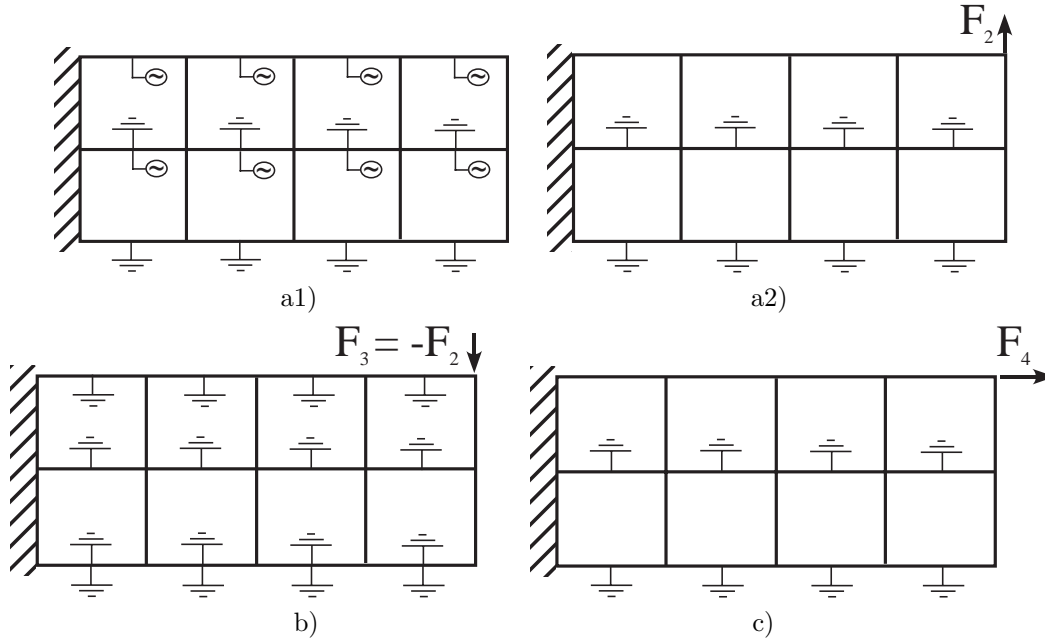 F₂
a1)
a2)
F₃ = -F₂
F₄
b)
c)